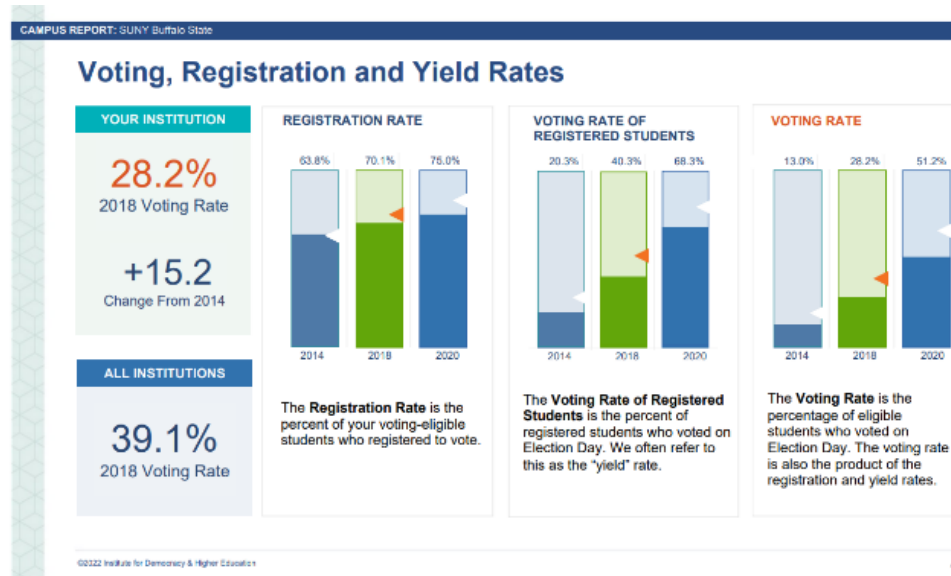 CAMPUS REPORT: SUNY Buffalo State
Voting, Registration and Yield Rates
YOUR INSTITUTION
28.2%
2018 Voting Rate
+15.2
Change From 2014
ALL INSTITUTIONS
39.1%
2018 Voting Rate
REGISTRATION RATE
63.8% 70.1% 75.0%
2014 2018 2020
The Registration Rate is the
percent of your voting-eligible
students who registered to vote.
VOTING RATE OF
REGISTERED STUDENTS
20.3% 40.3% 68.3%
2014 2018 2020
The Voting Rate of Registered
Students is the percent of
registered students who voted on
Election Day. We often refer to
this as the “yield” rate.
VOTING RATE
13.0% 28.2% 51.2%
2014 2018 2020
The Voting Rate is the
percentage of eligible
students who voted on
Election Day. The voting rate
is also the product of the
registration and yield rates.
©2022 Institute for Democracy & Higher Education